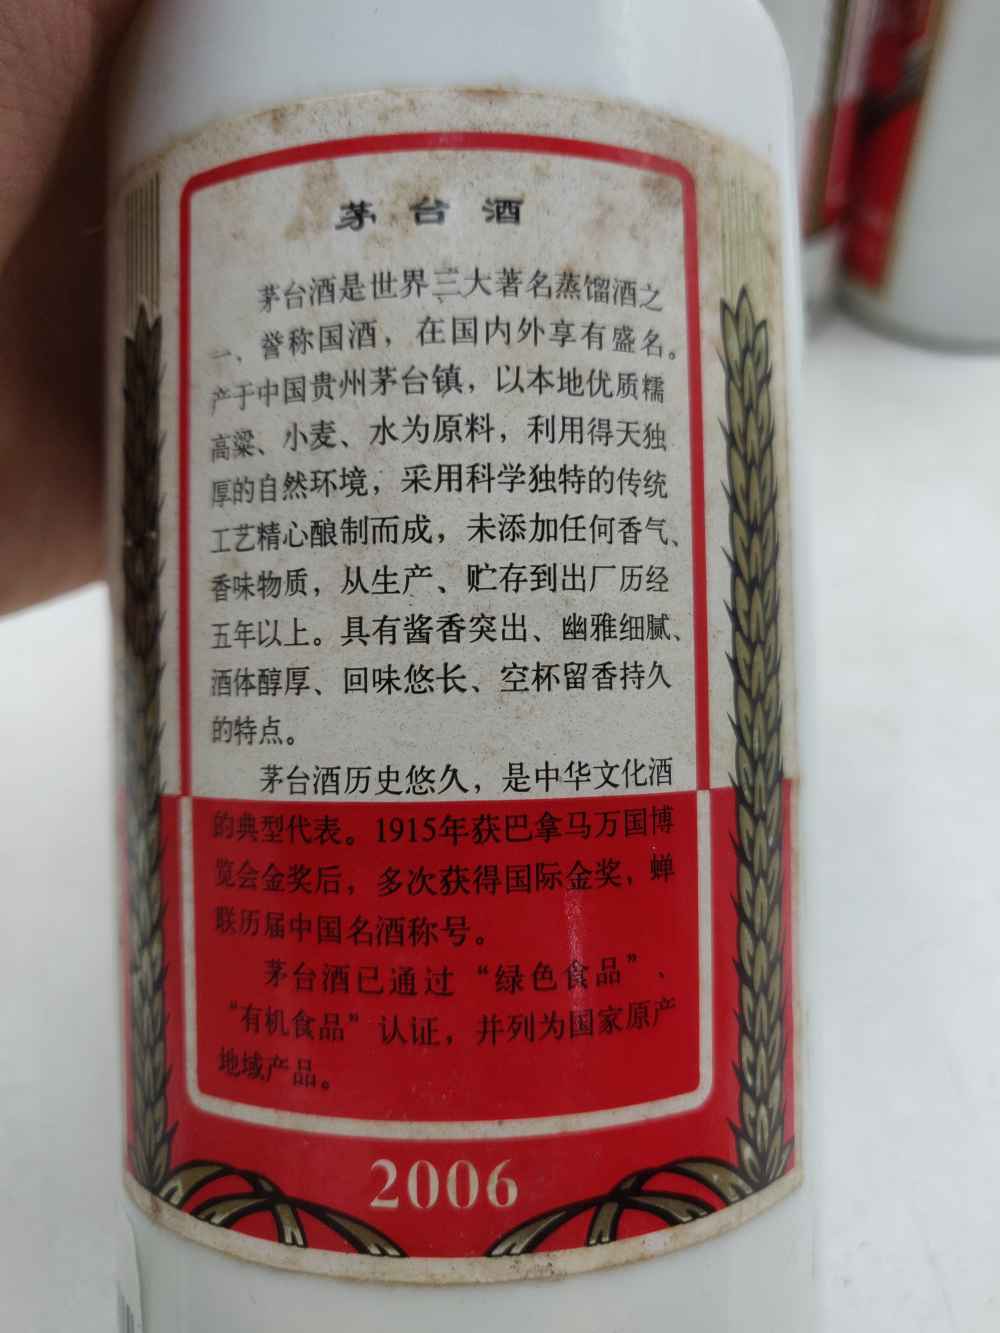 茅台酒
茅台酒是世界三大著名蒸馏酒之
一，誉称国酒，在国内外享有盛名。
产于中国贵州茅台镇，以本地优质糯
高粱、小麦、水为原料，利用得天独
厚的自然环境，采用科学独特的传统
工艺精心酿制而成，未添加任何香气、
香味物质，从生产、贮存到出厂历经
五年以上。具有酱香突出、幽雅细腻、
酒体醇厚、回味悠长、空杯留香持久
的特点。
茅台酒历史悠久，是中华文化酒
的典型代表。1915年获巴拿马万国博
览会金奖后，多次获得国际金奖，蝉
联历届中国名酒称号。
茅台酒已通过“绿色食品”、
“有机食品”认证，并列为国家原产
地域产品。
2006